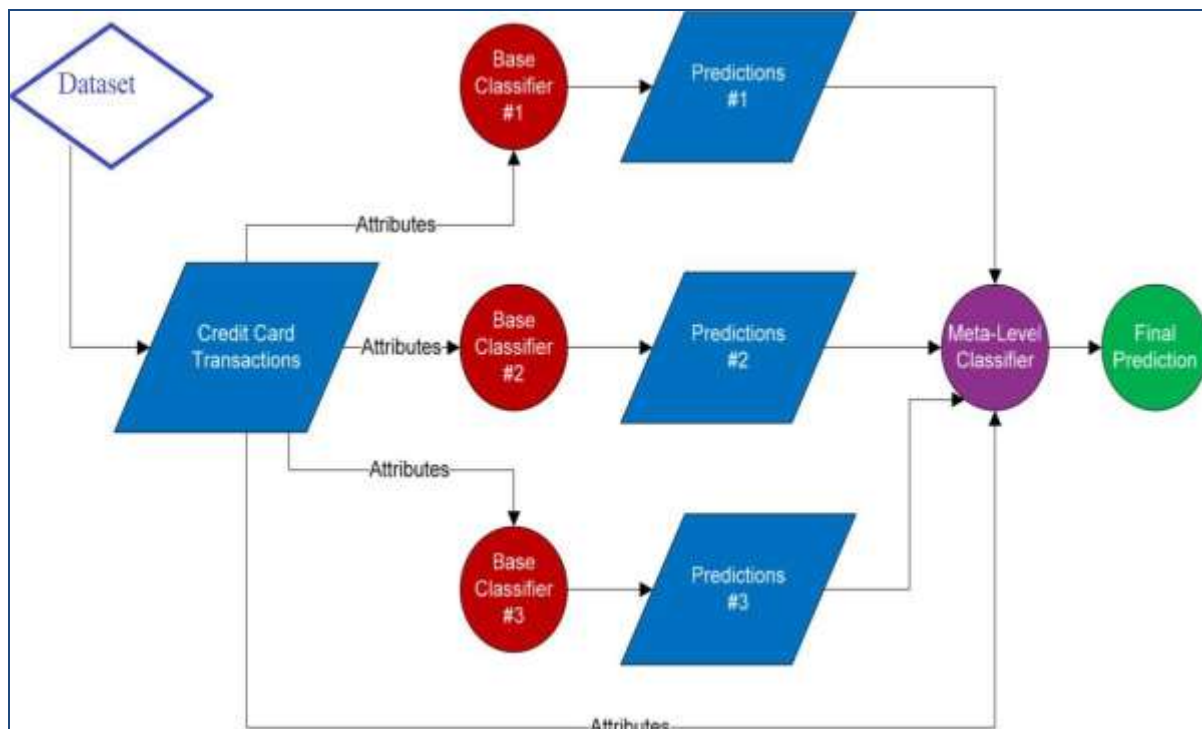 Dataset
Base
Classifier
#1
Predictions
#1
Attributes
Credit Card
Transactions
Attributes
Base
Classifier
#2
Predictions
#2
Meta-Level
Classifier
Final
Prediction
Attributes
Base
Classifier
#3
Predictions
#3
Attributes